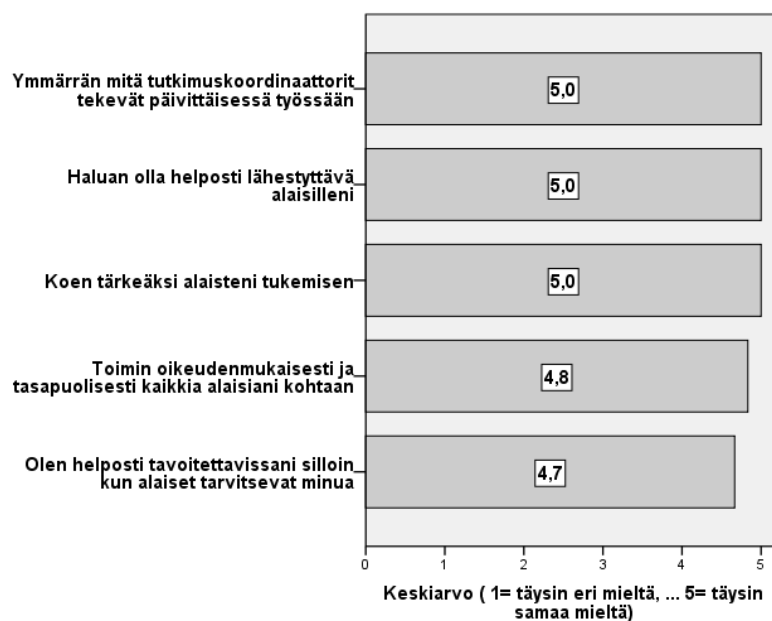 Ymmärrän mitä tutkimuskoordinaattorit
tekevät päivittäisessä työssään
5,0
Haluan olla helposti lähestyttävä
alaisilleni
5,0
Koen tärkeäksi alaisteni tukemisen
5,0
Toimin oikeudenmukaisesti ja
tasapuolisesti kaikkia alaisiani kohtaan
4,8
Olen helposti tavoitettavissani silloin
kun alaiset tarvitsevat minua
4,7
0 1 2 3 4 5
Keskiarvo ( 1= täysin eri mieltä, ... 5= täysin
samaa mieltä)